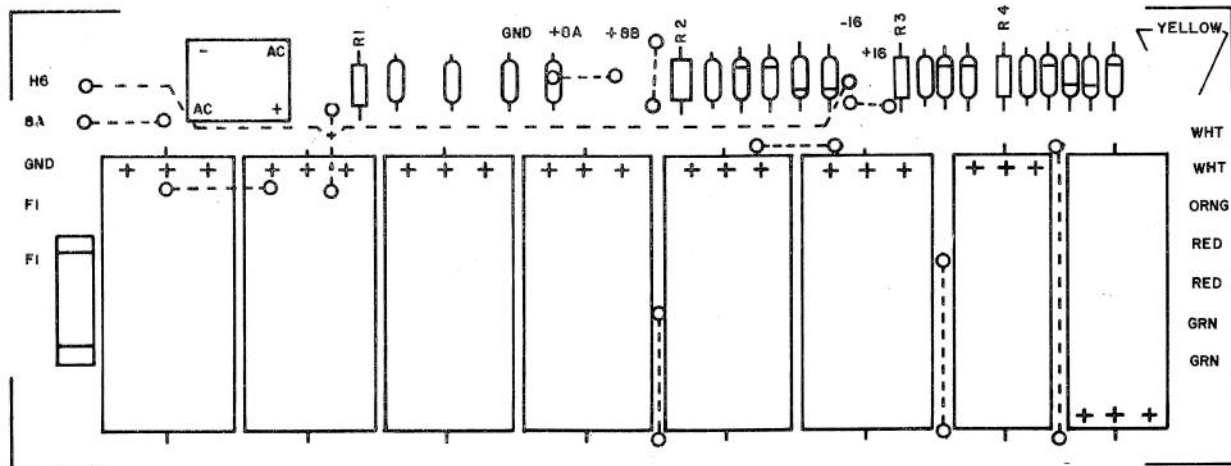 H6
8A
GND
F1
F1
- AC
AC +
R1
GND +8A +8B
R2
-16
+16
R3
R4
YELLOW
+
+ + +
+ + +
+ + +
+ + +
+ + +
+ + +
+ + +
+ + +
WHT
WHT
ORNG
RED
RED
GRN
GRN